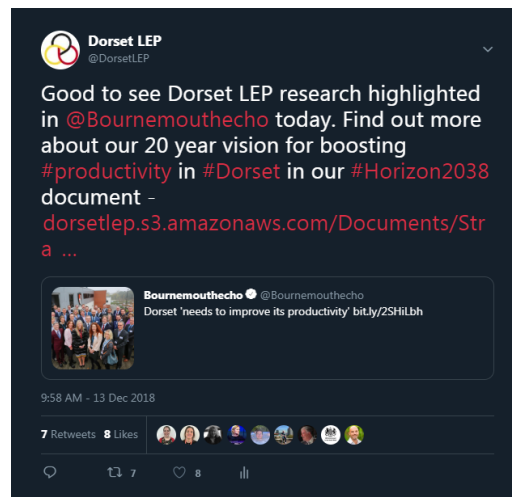 Dorset LEP
@DorsetLEP
Good to see Dorset LEP research highlighted
in @Bournemouthecho today. Find out more
about our 20 year vision for boosting
#productivity in #Dorset in our #Horizon2038
document -
dorsetlep.s3.amazonaws.com/Documents/Str
a ...
Bournemouthecho @Bournemouthecho
Dorset 'needs to improve its productivity' bit.ly/2SHiLbh
9:58 AM - 13 Dec 2018
7 Retweets 8 Likes
7 8